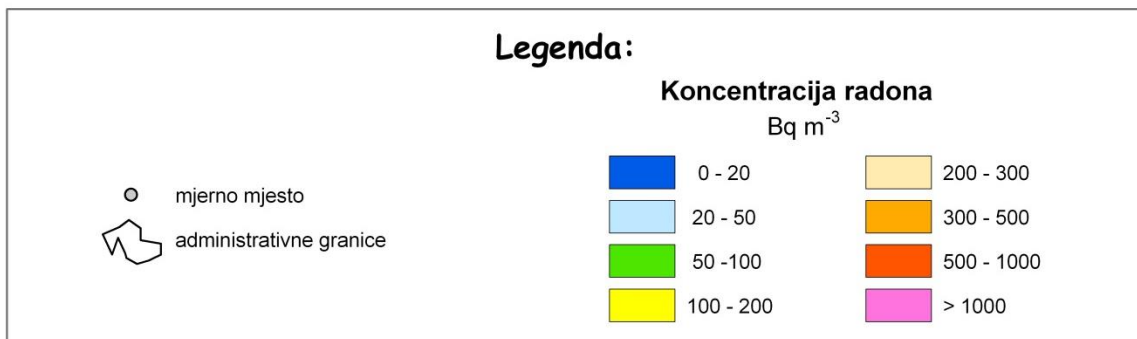 Legenda:
Koncentracija radona
Bq m-3
mjerno mjesto
administrativne granice
0 - 20
20 - 50
50 -100
100 - 200
200 - 300
300 - 500
500 - 1000
> 1000